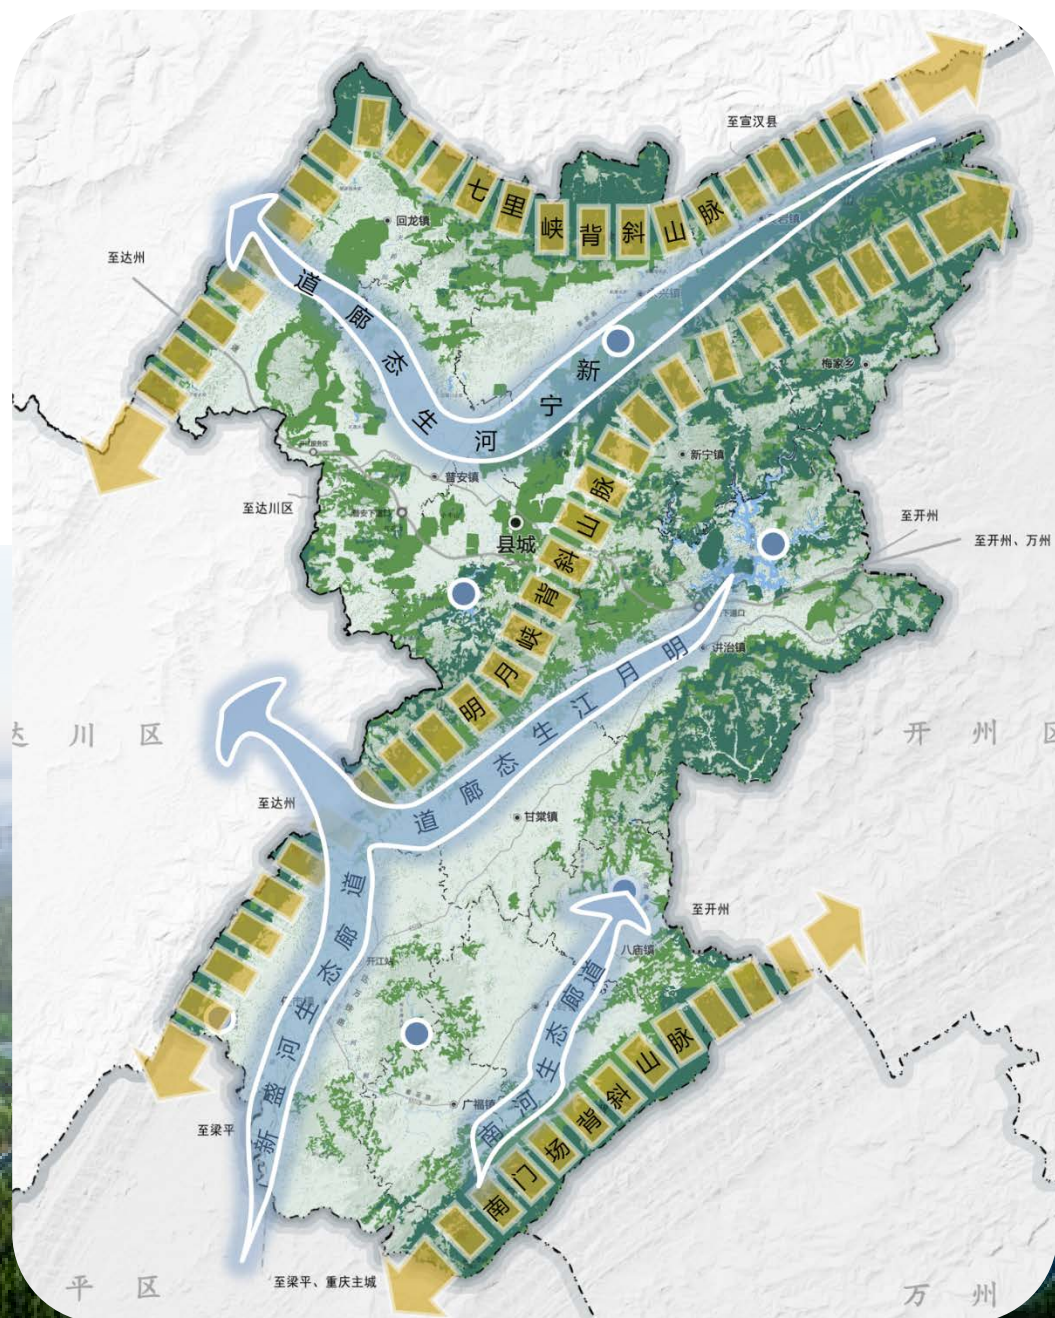 至宣汉县
七里峡背斜山脉
回龙镇
至达州
新宁河生态廊道
梅家乡
新宁镇
普安镇
至达川区
县城
至开州
至开州、万州
明月峡背斜山脉
讲治镇
明月江生态廊道
达川区
开州区
至达州
甘棠镇
至开州
八庙镇
开江站
新盛河生态廊道
南河生态廊道
广福镇
南门场背斜山脉
至梁平
至梁平、重庆主城
平区
万州